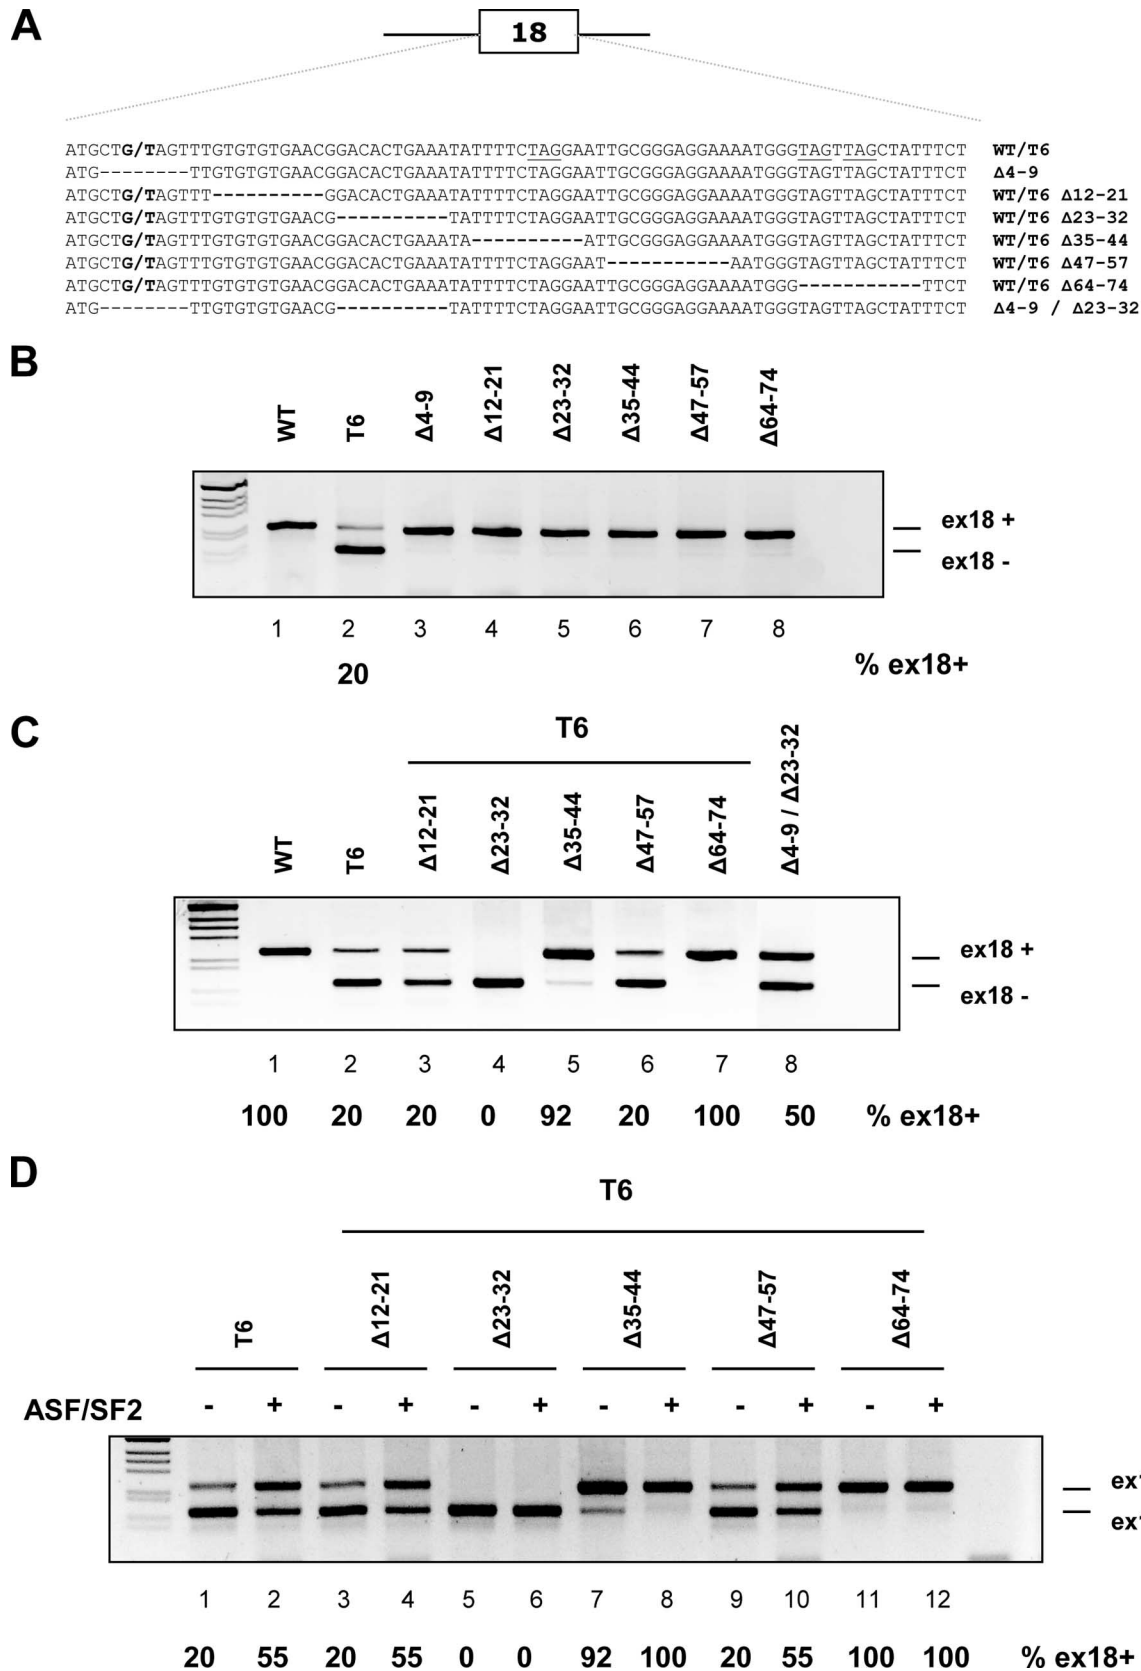 A
18
ATGCTG/TAGTTTGTGTGTGAACGGACACTGAAATATTTTCTAGGAATTGCGGGAGGAAAATGGGTAGTTAGCTATTTCT WT/T6
ATG--------TTGTGTGTGAACGGACACTGAAATATTTTCTAGGAATTGCGGGAGGAAAATGGGTAGTTAGCTATTTCT Δ4-9
ATGCTG/TAGTTT----------GGACACTGAAATATTTTCTAGGAATTGCGGGAGGAAAATGGGTAGTTAGCTATTTCT WT/T6 Δ12-21
ATGCTG/TAGTTTGTGTGTGAACG----------TATTTTCTAGGAATTGCGGGAGGAAAATGGGTAGTTAGCTATTTCT WT/T6 Δ23-32
ATGCTG/TAGTTTGTGTGTGAACGGACACTGAAATA----------ATTGCGGGAGGAAAATGGGTAGTTAGCTATTTCT WT/T6 Δ35-44
ATGCTG/TAGTTTGTGTGTGAACGGACACTGAAATATTTTCTAGGAAT-----------AATGGGTAGTTAGCTATTTCT WT/T6 Δ47-57
ATGCTG/TAGTTTGTGTGTGAACGGACACTGAAATATTTTCTAGGAATTGCGGGAGGAAAATGGG-----------TTCT WT/T6 Δ64-74
ATG--------TTGTGTGTGAACG----------TATTTTCTAGGAATTGCGGGAGGAAAATGGGTAGTTAGCTATTTCT Δ4-9 / Δ23-32
B
WT T6 Δ4-9 Δ12-21 Δ23-32 Δ35-44 Δ47-57 Δ64-74
ex18 +
ex18 -
1 2 3 4 5 6 7 8
20 % ex18+
C
T6
WT T6 Δ12-21 Δ23-32 Δ35-44 Δ47-57 Δ64-74 Δ4-9 / Δ23-32
ex18 +
ex18 -
1 2 3 4 5 6 7 8
100 20 20 0 92 20 100 50 % ex18+
D
T6
T6 Δ12-21 Δ23-32 Δ35-44 Δ47-57 Δ64-74
ASF/SF2 - + - + - + - + - + - +
1 2 3 4 5 6 7 8 9 10 11 12
20 55 20 55 0 0 92 100 20 55 100 100 % ex18+